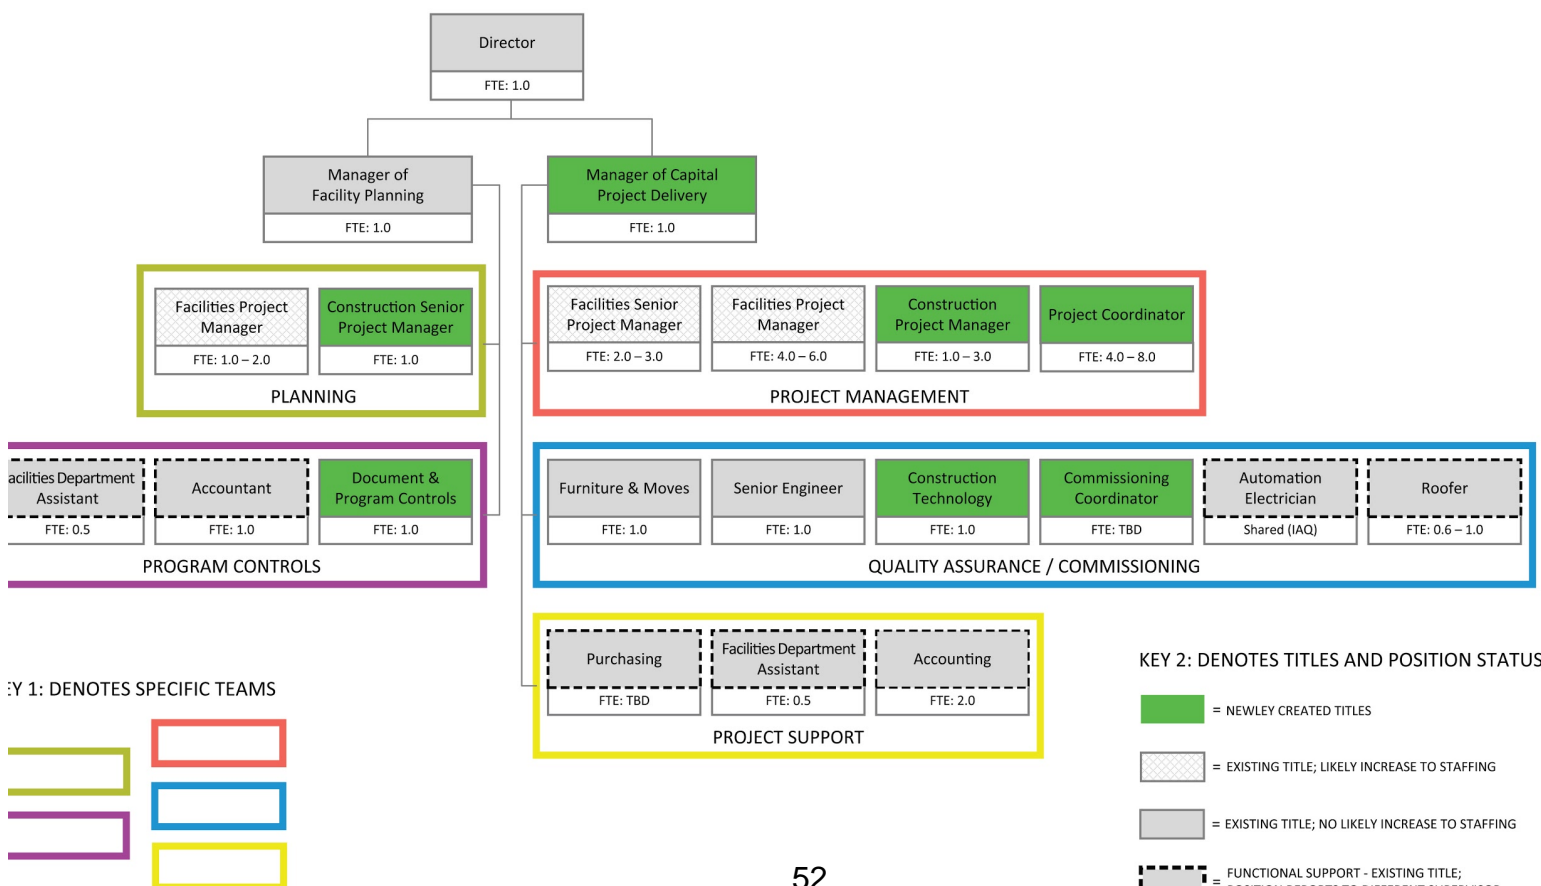 Director
FTE: 1.0
Manager of
Facility Planning
FTE: 1.0
Manager of Capital
Project Delivery
FTE: 1.0
Facilities Project
Manager
FTE: 1.0 – 2.0
Construction Senior
Project Manager
FTE: 1.0
PLANNING
Facilities Senior
Project Manager
FTE: 2.0 – 3.0
Facilities Project
Manager
FTE: 4.0 – 6.0
Construction
Project Manager
FTE: 1.0 – 3.0
Project Coordinator
FTE: 4.0 – 8.0
PROJECT MANAGEMENT
acilities Department
Assistant
FTE: 0.5
Accountant
FTE: 1.0
Document &
Program Controls
FTE: 1.0
PROGRAM CONTROLS
Furniture & Moves
FTE: 1.0
Senior Engineer
FTE: 1.0
Construction
Technology
FTE: 1.0
Commissioning
Coordinator
FTE: TBD
Automation
Electrician
Shared (IAQ)
Roofer
FTE: 0.6 – 1.0
QUALITY ASSURANCE / COMMISSIONING
Purchasing
FTE: TBD
Facilities Department
Assistant
FTE: 0.5
Accounting
FTE: 2.0
PROJECT SUPPORT
EY 1: DENOTES SPECIFIC TEAMS
KEY 2: DENOTES TITLES AND POSITION STATUS
= NEWLEY CREATED TITLES
= EXISTING TITLE; LIKELY INCREASE TO STAFFING
= EXISTING TITLE; NO LIKELY INCREASE TO STAFFING
= FUNCTIONAL SUPPORT - EXISTING TITLE;
52